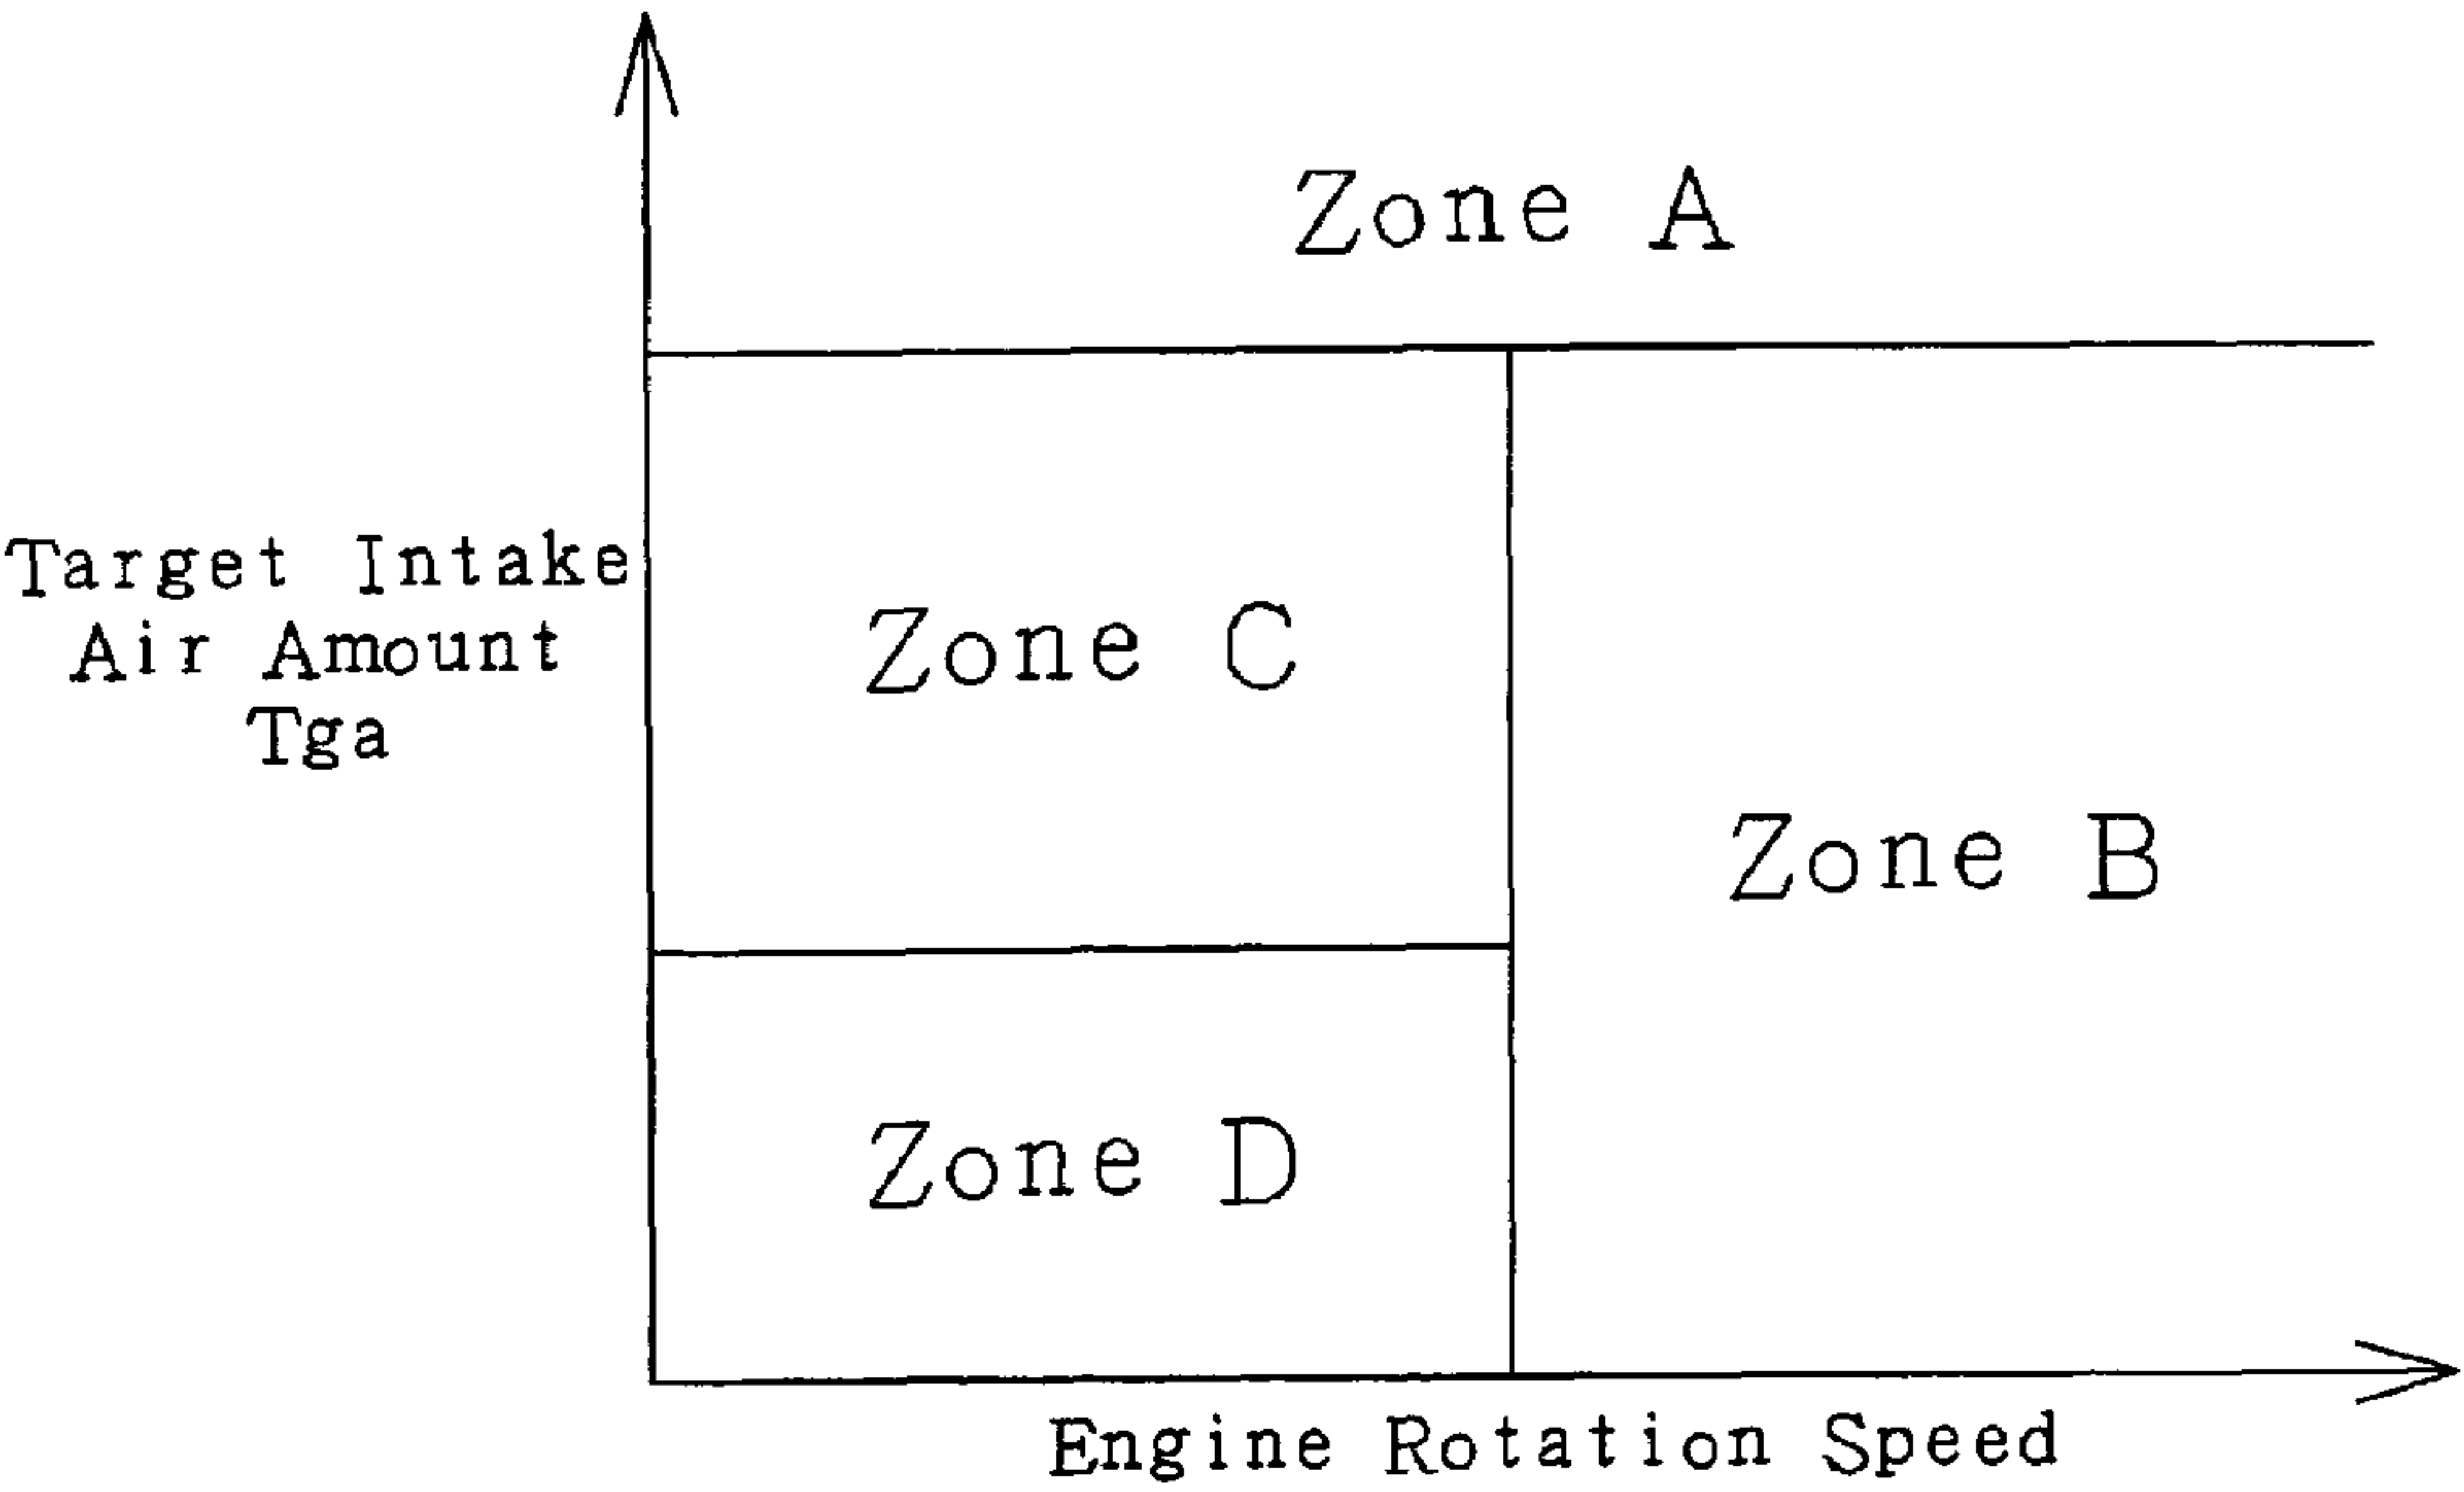 Zone A
Target Intake
Air Amount
Tga
Zone C
Zone B
Zone D
Engine Rotation Speed